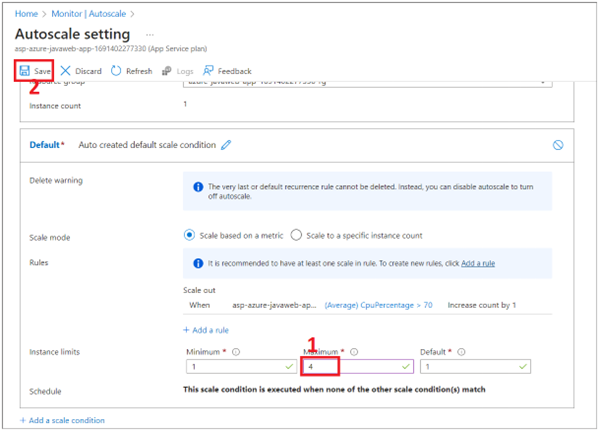 Home > Monitor | Autoscale >
Autoscale setting ...
asp-azure-javaweb-app-1691402277330 (App Service plan)
Save Discard Refresh Logs Feedback
2
Resource group
Instance count 1
Default* Auto created default scale condition
Delete warning
The very last or default recurrence rule cannot be deleted. Instead, you can disable autoscale to turn
off autoscale.
Scale mode Scale based on a metric Scale to a specific instance count
Rules
It is recommended to have at least one scale in rule. To create new rules, click Add a rule
Scale out
When asp-azure-javaweb-ap... (Average) CpuPercentage > 70 Increase count by 1
+ Add a rule
1
Instance limits Minimum * Maximum * Default *
1 4 1
Schedule This scale condition is executed when none of the other scale condition(s) match
+ Add a scale condition